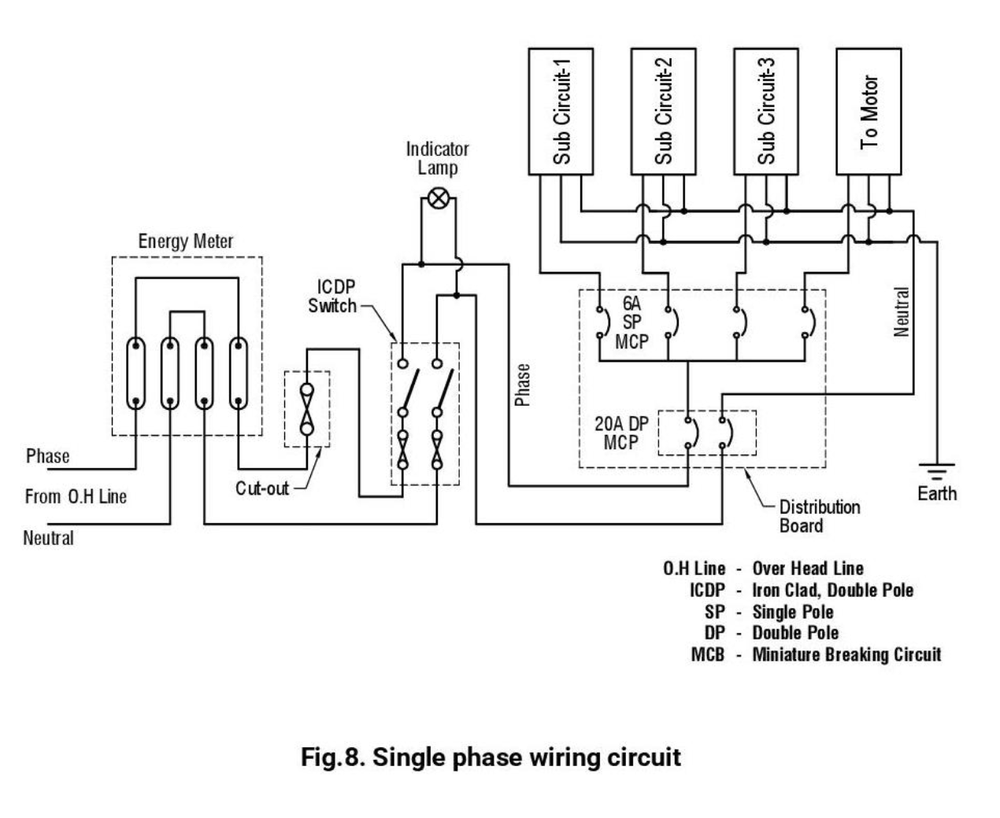 Sub Circuit-1
Sub Circuit-2
Sub Circuit-3
To Motor
Indicator
Lamp
Energy Meter
ICDP
Switch
6A
SP
MCP
Neutral
Phase
20A DP
MCP
Phase
Cut-out
From O.H Line
Neutral
Earth
Distribution
Board
O.H Line - Over Head Line
ICDP - Iron Clad, Double Pole
SP - Single Pole
DP - Double Pole
MCB - Miniature Breaking Circuit
Fig.8. Single phase wiring circuit